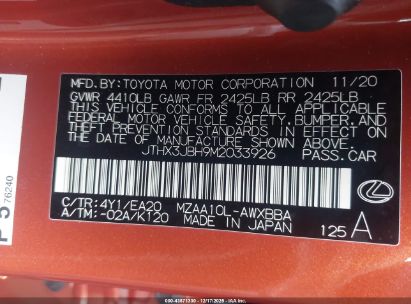 MFD.BY:TOYOTA MOTOR CORPORATION 11/20
GVWR 4410LB GAWR FR 2425LB RR 2425LB
THIS VEHICLE CONFORMS TO ALL APPLICABLE
FEDERAL MOTOR VEHICLE SAFETY,BUMPER,AND
THEFT PREVENTION STANDARDS IN EFFECT ON
THE DATE OF MANUFACTURE SHOWN ABOVE.
JTHX3JBH9M2033926 PASS.CAR
C/TR: 4Y1/EA20 MZAA10L-AWXBBA
A/TM: -02A/K120 MADE IN JAPAN
125 A
76240